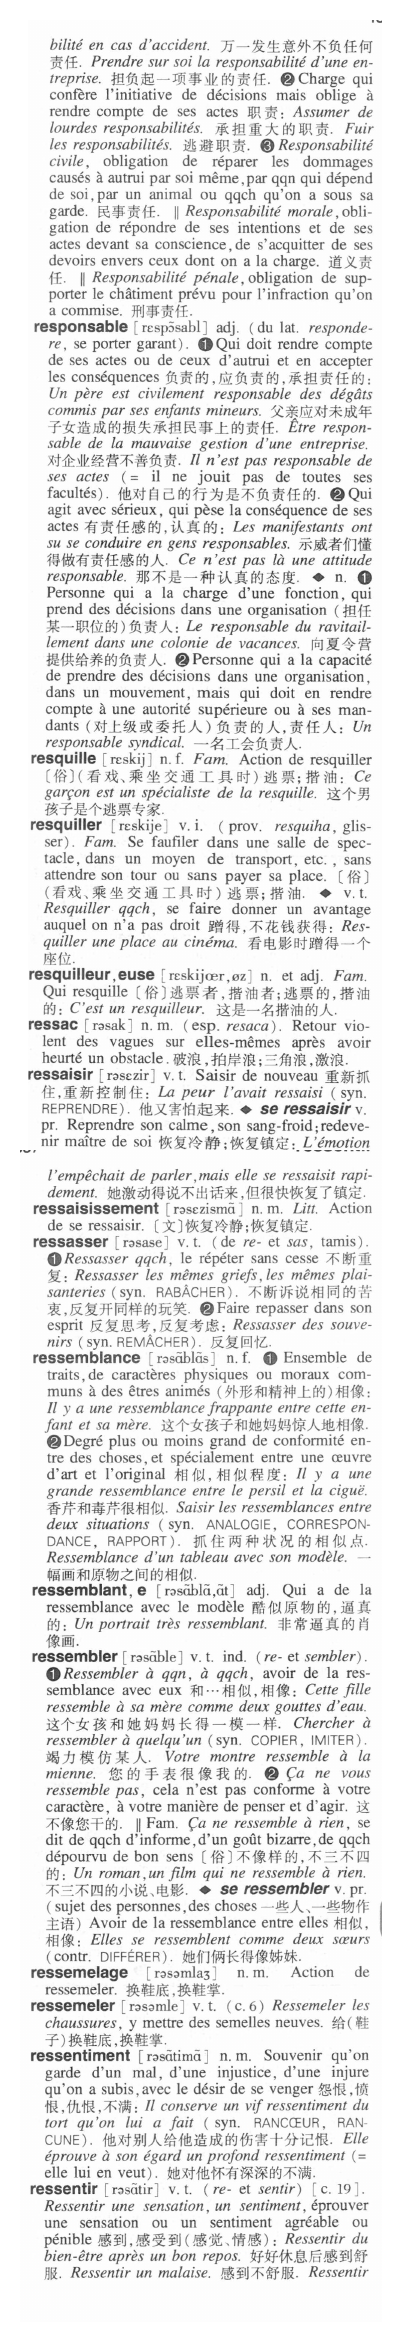 bilité en cas d'accident. 万一发生意外不负任何
责任. Prendre sur soi la responsabilité d'une en-
treprise. 担负起一项事业的责任. ❷ Charge qui
confère l'initiative de décisions mais oblige à
rendre compte de ses actes 职责: Assumer de
lourdes responsabilités. 承担重大的职责. Fuir
les responsabilités. 逃避职责. ❸ Responsabilité
civile, obligation de réparer les dommages
causés à autrui par soi même, par qqn qui dépend
de soi, par un animal ou qqch qu'on a sous sa
garde. 民事责任. ‖ Responsabilité morale, obli-
gation de répondre de ses intentions et de ses
actes devant sa conscience, de s'acquitter de ses
devoirs envers ceux dont on a la charge. 道义责
任. ‖ Responsabilité pénale, obligation de sup-
porter le châtiment prévu pour l'infraction qu'on
a commise. 刑事责任.
responsable [rɛspɔ̃sabl] adj. (du lat. responde-
re, se porter garant). ❶ Qui doit rendre compte
de ses actes ou de ceux d'autrui et en accepter
les conséquences 负责的,应负责的,承担责任的:
Un père est civilement responsable des dégâts
commis par ses enfants mineurs. 父亲应对未成年
子女造成的损失承担民事上的责任. Être respon-
sable de la mauvaise gestion d'une entreprise.
对企业经营不善负责. Il n'est pas responsable de
ses actes (= il ne jouit pas de toutes ses
facultés). 他对自己的行为是不负责任的. ❷ Qui
agit avec sérieux, qui pèse la conséquence de ses
actes 有责任感的,认真的: Les manifestants ont
su se conduire en gens responsables. 示威者们懂
得做有责任感的人. Ce n'est pas là une attitude
responsable. 那不是一种认真的态度. ◆ n. ❶
Personne qui a la charge d'une fonction, qui
prend des décisions dans une organisation (担任
某一职位的)负责人: Le responsable du ravitail-
lement dans une colonie de vacances. 向夏令营
提供给养的负责人. ❷ Personne qui a la capacité
de prendre des décisions dans une organisation,
dans un mouvement, mais qui doit en rendre
compte à une autorité supérieure ou à ses man-
dants (对上级或委托人)负责的人,责任人: Un
responsable syndical. 一名工会负责人.
resquille [rɛskij] n. f. Fam. Action de resquiller
〔俗〕(看戏、乘坐交通工具时)逃票;揩油: Ce
garçon est un spécialiste de la resquille. 这个男
孩子是个逃票专家.
resquiller [rɛskije] v. i. (prov. resquiha, glis-
ser). Fam. Se faufiler dans une salle de spec-
tacle, dans un moyen de transport, etc., sans
attendre son tour ou sans payer sa place. 〔俗〕
(看戏、乘坐交通工具时)逃票;揩油. ◆ v. t.
Resquiller qqch, se faire donner un avantage
auquel on n'a pas droit 蹭得,不花钱获得: Res-
quiller une place au cinéma. 看电影时蹭得一个
座位.
resquilleur, euse [rɛskijœr, øz] n. et adj. Fam.
Qui resquille 〔俗〕逃票者,揩油者;逃票的,揩油
的: C'est un resquilleur. 这是一名揩油的人.
ressac [rəsak] n. m. (esp. resaca). Retour vio-
lent des vagues sur elles-mêmes après avoir
heurté un obstacle. 破浪,拍岸浪;三角浪,激浪.
ressaisir [rəsɛzir] v. t. Saisir de nouveau 重新抓
住,重新控制住: La peur l'avait ressaisi (syn.
REPRENDRE). 他又害怕起来. ◆ se ressaisir v.
pr. Reprendre son calme, son sang-froid; redeve-
nir maître de soi 恢复冷静;恢复镇定: L'émotion
l'empêchait de parler, mais elle se ressaisit rapi-
dement. 她激动得说不出话来,但很快恢复了镇定.
ressaisissement [rəsɛzismɑ̃] n. m. Litt. Action
de se ressaisir. 〔文〕恢复冷静;恢复镇定.
ressasser [rəsase] v. t. (de re- et sas, tamis).
❶ Ressasser qqch, le répéter sans cesse 不断重
复: Ressasser les mêmes griefs, les mêmes plai-
santeries (syn. RABÂCHER). 不断诉说相同的苦
衷,反复开同样的玩笑. ❷ Faire repasser dans son
esprit 反复思考,反复考虑: Ressasser des souve-
nirs (syn. REMÂCHER). 反复回忆.
ressemblance [rəsɑ̃blɑ̃s] n. f. ❶ Ensemble de
traits, de caractères physiques ou moraux com-
muns à des êtres animés (外形和精神上的)相像:
Il y a une ressemblance frappante entre cette en-
fant et sa mère. 这个女孩子和她妈妈惊人地相像.
❷ Degré plus ou moins grand de conformité en-
tre des choses, et spécialement entre une œuvre
d'art et l'original 相似,相似程度: Il y a une
grande ressemblance entre le persil et la ciguë.
香芹和毒芹很相似. Saisir les ressemblances entre
deux situations (syn. ANALOGIE, CORRESPON-
DANCE, RAPPORT). 抓住两种状况的相似点.
Ressemblance d'un tableau avec son modèle. 一
幅画和原物之间的相似.
ressemblant, e [rəsɑ̃blɑ̃, ɑ̃t] adj. Qui a de la
ressemblance avec le modèle 酷似原物的,逼真
的: Un portrait très ressemblant. 非常逼真的肖
像画.
ressembler [rəsɑ̃ble] v. t. ind. (re- et sembler).
❶ Ressembler à qqn, à qqch, avoir de la res-
semblance avec eux 和…相似,相像: Cette fille
ressemble à sa mère comme deux gouttes d'eau.
这个女孩和她妈妈长得一模一样. Chercher à
ressembler à quelqu'un (syn. COPIER, IMITER).
竭力模仿某人. Votre montre ressemble à la
mienne. 您的手表很像我的. ❷ Ça ne vous
ressemble pas, cela n'est pas conforme à votre
caractère, à votre manière de penser et d'agir. 这
不像您干的. ‖ Fam. Ça ne ressemble à rien, se
dit de qqch d'informe, d'un goût bizarre, de qqch
dépourvu de bon sens 〔俗〕不像样的,不三不四
的: Un roman, un film qui ne ressemble à rien.
不三不四的小说、电影. ◆ se ressembler v. pr.
(sujet des personnes, des choses 一些人、一些物作
主语) Avoir de la ressemblance entre elles 相似,
相像: Elles se ressemblent comme deux sœurs
(contr. DIFFÉRER). 她们俩长得像姊妹.
ressemelage [rəsəmlaʒ] n. m. Action de
ressemeler. 换鞋底,换鞋掌.
ressemeler [rəsəmle] v. t. (c. 6) Ressemeler les
chaussures, y mettre des semelles neuves. 给(鞋
子)换鞋底,换鞋掌.
ressentiment [rəsɑ̃timɑ̃] n. m. Souvenir qu'on
garde d'un mal, d'une injustice, d'une injure
qu'on a subis, avec le désir de se venger 怨恨,愤
恨,仇恨,不满: Il conserve un vif ressentiment du
tort qu'on lui a fait (syn. RANCŒUR, RAN-
CUNE). 他对别人给他造成的伤害十分记恨. Elle
éprouve à son égard un profond ressentiment (=
elle lui en veut). 她对他怀有深深的不满.
ressentir [rəsɑ̃tir] v. t. (re- et sentir) [c. 19].
Ressentir une sensation, un sentiment, éprouver
une sensation ou un sentiment agréable ou
pénible 感到,感受到(感觉、情感): Ressentir du
bien-être après un bon repos. 好好休息后感到舒
服. Ressentir un malaise. 感到不舒服. Ressentir